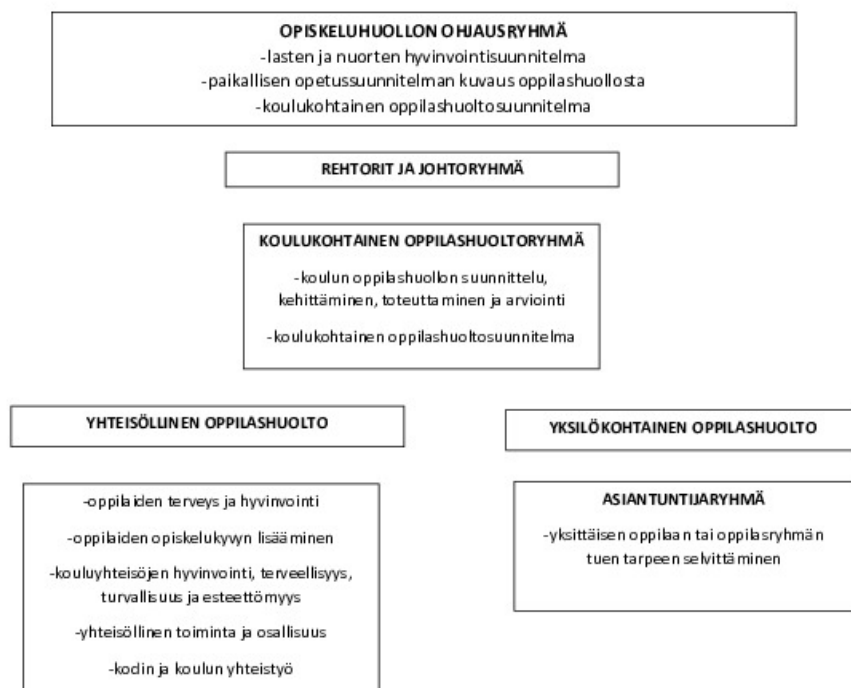 OPISKELUHUOLLON OHJAUSRYHMÄ
-lasten ja nuorten hyvinvointisuunnitelma
-paikallisen opetussuunnitelman kuvaus oppilashuollosta
-koulukohtainen oppilashuoltosuunnitelma
REHTORIT JA JOHTORYHMÄ
KOULUKOHTAINEN OPPILASHUOLTORYHMÄ
-koulun oppilashuollon suunnittelu,
kehittäminen, toteuttaminen ja arviointi
-koulukohtainen oppilashuoltosuunnitelma
YHTEISÖLLINEN OPPILASHUOLTO
-oppilaiden terveys ja hyvinvointi
-oppilaiden opiskelukyvyn lisääminen
-kouluyhteisöjen hyvinvointi, terveellisyys,
turvallisuus ja esteettömyys
-yhteisöllinen toiminta ja osallisuus
-kodin ja koulun yhteistyö
YKSILÖKOHTAINEN OPPILASHUOLTO
ASIANTUNTIJARYHMÄ
-yksittäisen oppilaan tai oppilasryhmän
tuen tarpeen selvittäminen